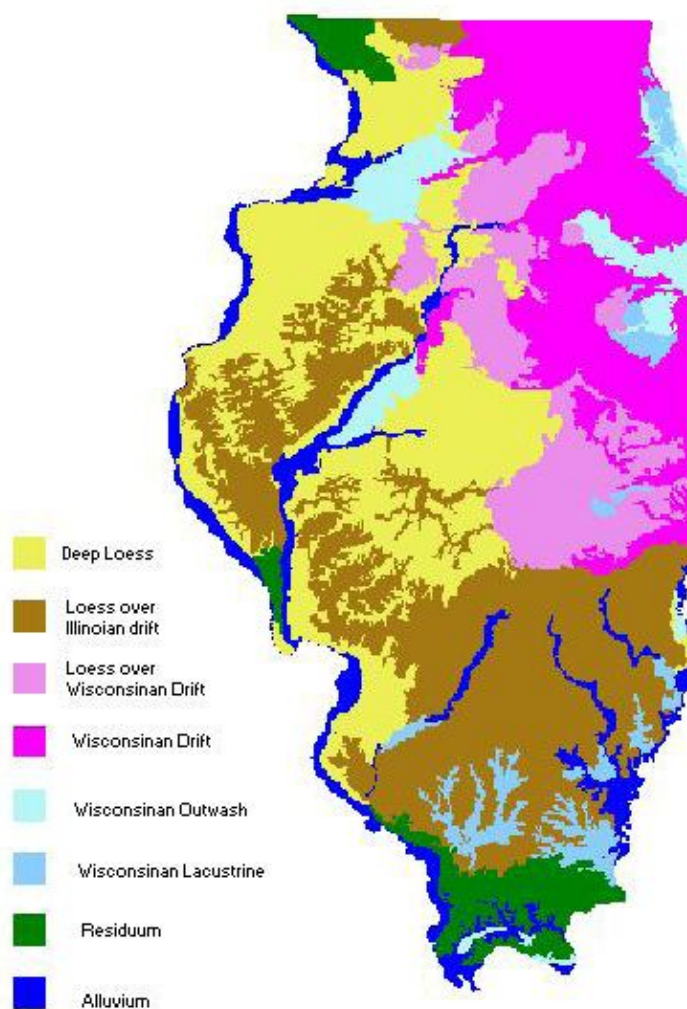 Deep Loess
Loess over
Illinoian drift
Loess over
Wisconsinan Drift
Wisconsinan Drift
Wisconsinan Outwash
Wisconsinan Lacustrine
Residuum
Alluvium